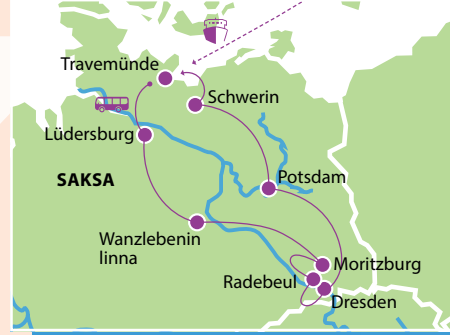 Travemünde
Schwerin
Lüdersburg
SAKSA
Potsdam
Wanzlebenin
linna
Moritzburg
Radebeul
Dresden